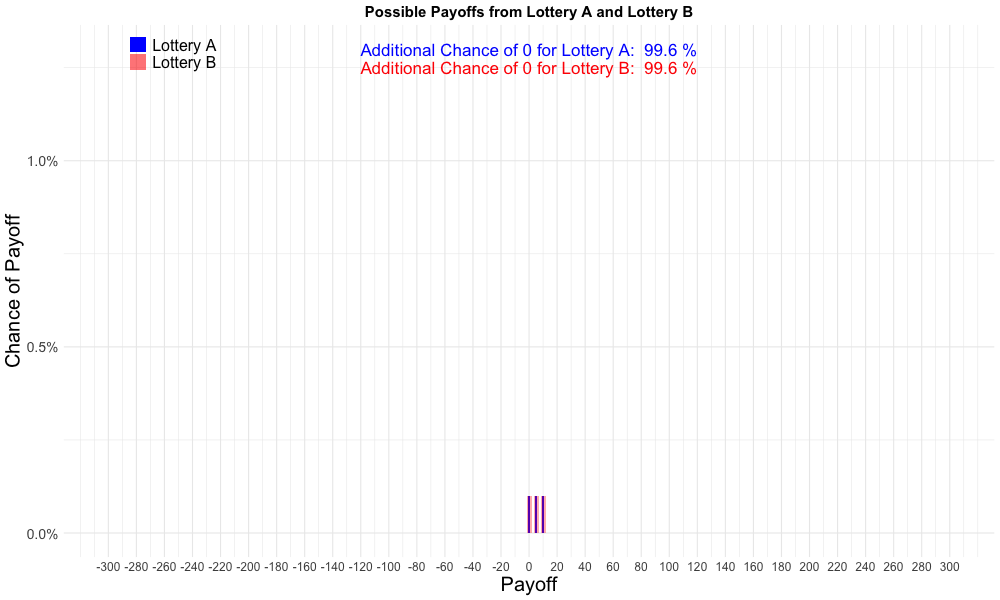 Possible Payoffs from Lottery A and Lottery B
Lottery A
Lottery B
Additional Chance of 0 for Lottery A:  99.6 %
Additional Chance of 0 for Lottery B:  99.6 %
Chance of Payoff
1.0%
0.5%
0.0%
-300 -280 -260 -240 -220 -200 -180 -160 -140 -120 -100 -80 -60 -40 -20 0 20 40 60 80 100 120 140 160 180 200 220 240 260 280 300
Payoff